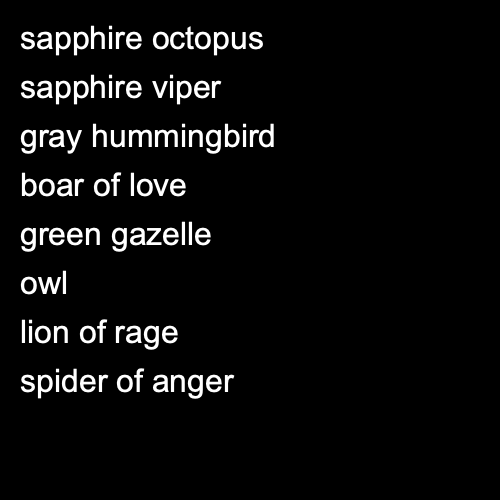 sapphire octopus
sapphire viper
gray hummingbird
boar of love
green gazelle
owl
lion of rage
spider of anger